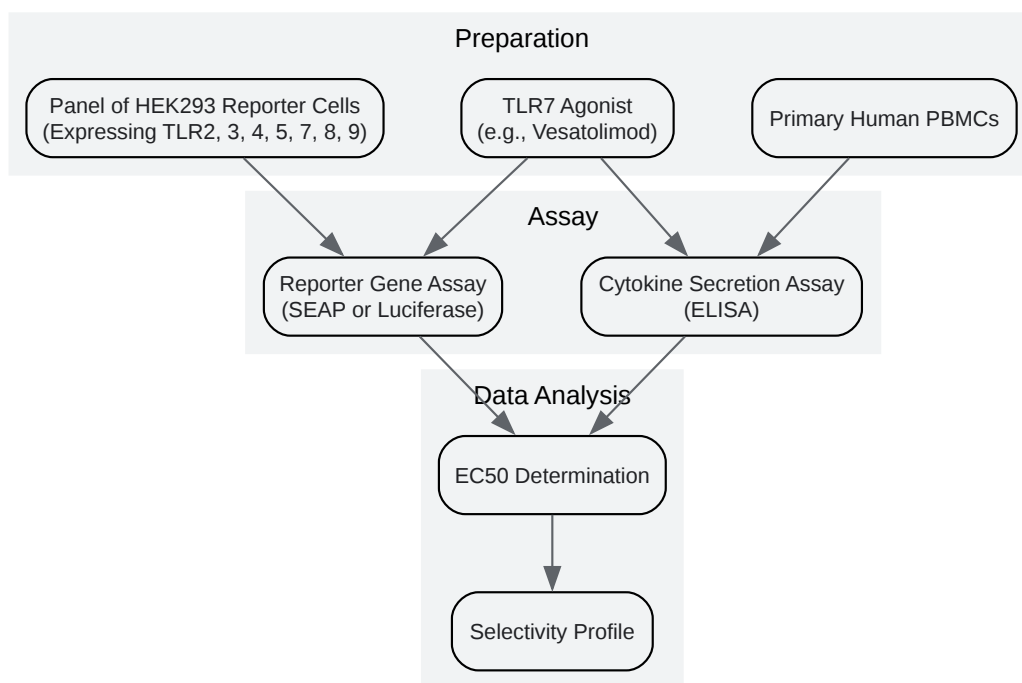 Preparation
Panel of HEK293 Reporter Cells
(Expressing TLR2, 3, 4, 5, 7, 8, 9)
TLR7 Agonist
(e.g., Vesatolimod)
Primary Human PBMCs
Assay
Reporter Gene Assay
(SEAP or Luciferase)
Cytokine Secretion Assay
(ELISA)
Data Analysis
EC50 Determination
Selectivity Profile